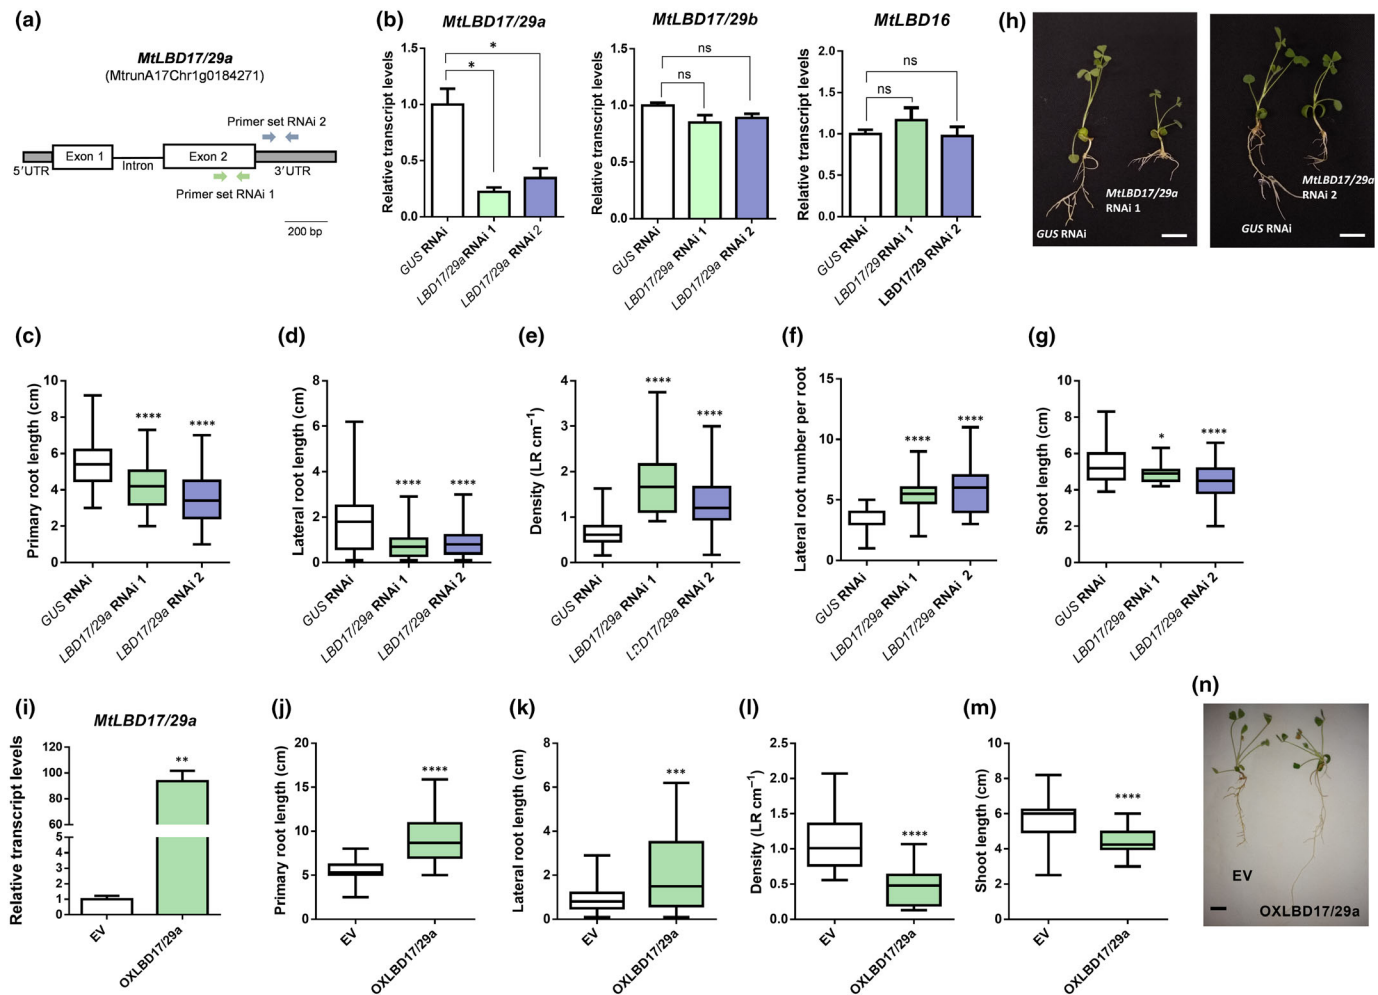 (a)
MtLBD17/29a
(MtrunA17Chr1g0184271)
Primer set RNAi 2
Exon 1
Exon 2
5′UTR
Intron
3′UTR
Primer set RNAi 1
200 bp
(b)
MtLBD17/29a
Relative transcript levels
1.5
1.0
0.5
0.0
*
*
GUS RNAi
LBD17/29a RNAi 1
LBD17/29a RNAi 2
MtLBD17/29b
Relative transcript levels
1.5
1.0
0.5
0.0
ns
ns
GUS RNAi
LBD17/29a RNAi 1
LBD17/29a RNAi 2
MtLBD16
Relative transcript levels
2.0
1.5
1.0
0.5
0.0
ns
ns
GUS RNAi
LBD17/29 RNAi 1
LBD17/29 RNAi 2
(h)
MtLBD17/29a
RNAi 1
GUS RNAi
MtLBD17/29a
RNAi 2
GUS RNAi
(c)
Primary root length (cm)
10
8
6
4
2
0
****
****
GUS RNAi
LBD17/29a RNAi 1
LBD17/29a RNAi 2
(d)
Lateral root length (cm)
8
6
4
2
0
****
****
GUS RNAi
LBD17/29a RNAi 1
LBD17/29a RNAi 2
(e)
Density (LR cm⁻¹)
4
3
2
1
0
****
****
GUS RNAi
LBD17/29a RNAi 1
D17/29a RNAi 2
(f)
Lateral root number per root
15
10
5
0
****
****
GUS RNAi
LBD17/29a RNAi 1
LBD17/29a RNAi 2
(g)
Shoot length (cm)
10
8
6
4
2
0
*
****
GUS RNAi
LBD17/29a RNAi 1
LBD17/29a RNAi 2
(i)
MtLBD17/29a
Relative transcript levels
120
100
80
60
5
4
3
2
1
0
**
EV
OXLBD17/29a
(j)
Primary root length (cm)
20
15
10
5
0
****
EV
OXLBD17/29a
(k)
Lateral root length (cm)
8
6
4
2
0
***
EV
OXLBD17/29a
(l)
Density (LR cm⁻¹)
2.5
2.0
1.5
1.0
0.5
0.0
****
EV
OXLBD17/29a
(m)
Shoot length (cm)
10
8
6
4
2
0
****
EV
OXLBD17/29a
(n)
EV
OXLBD17/29a